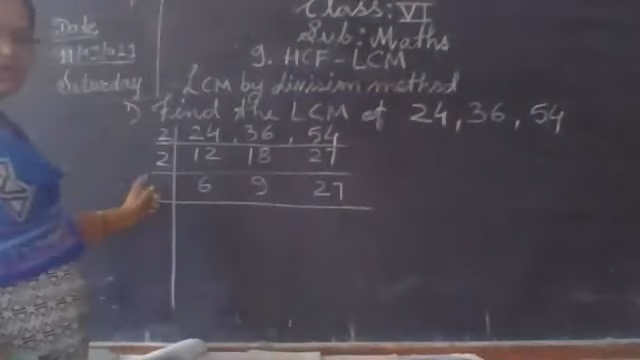 Class: VI
Date
Sub: Maths
9. HCF - LCM
Saturday
LCM by division method
1) Find the LCM of 24, 36, 54
2 | 24, 36, 54
2 | 12 18 27
6 9 27